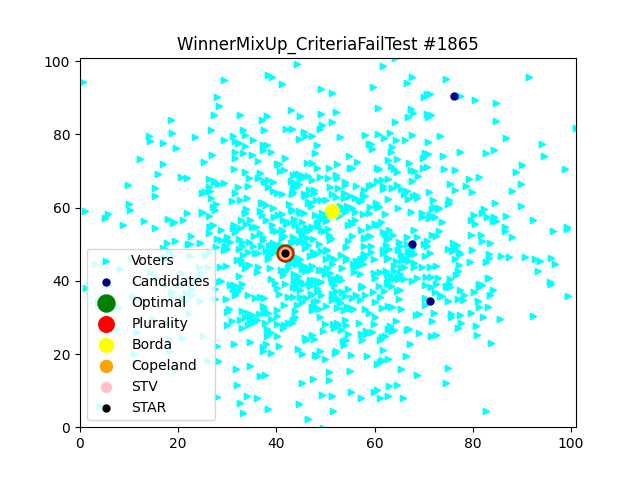 WinnerMixUp_CriteriaFailTest #1865
100
80
60
40
20
0
Voters
Candidates
Optimal
Plurality
Borda
Copeland
STV
STAR
0 20 40 60 80 100